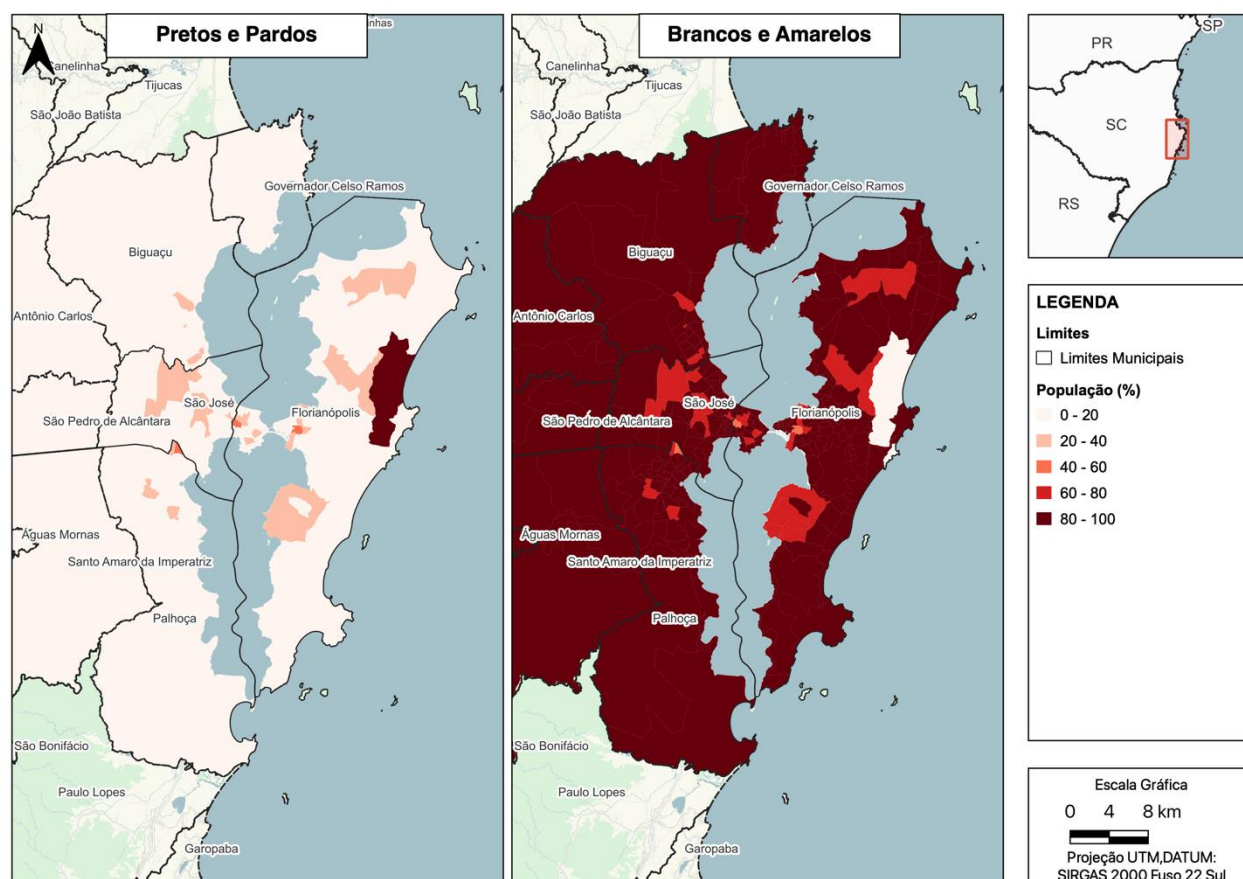 Pretos e Pardos
N
nhas
Canelinha
Tijucas
São João Batista
Governador Celso Ramos
Biguaçu
Antônio Carlos
São José
Florianópolis
São Pedro de Alcântara
Águas Mornas
Santo Amaro da Imperatriz
Palhoça
São Bonifácio
Paulo Lopes
Garopaba
Brancos e Amarelos
Canelinha
Tijucas
São João Batista
Governador Celso Ramos
Biguaçu
Antônio Carlos
São José
Florianópolis
São Pedro de Alcântara
Águas Mornas
Santo Amaro da Imperatriz
Palhoça
São Bonifácio
Paulo Lopes
Garopaba
SP
PR
SC
RS
LEGENDA
Limites
Limites Municipais
População (%)
0 - 20
20 - 40
40 - 60
60 - 80
80 - 100
Escala Gráfica
0 4 8 km
Projeção UTM,DATUM:
SIRGAS 2000 Fuso 22 Sul